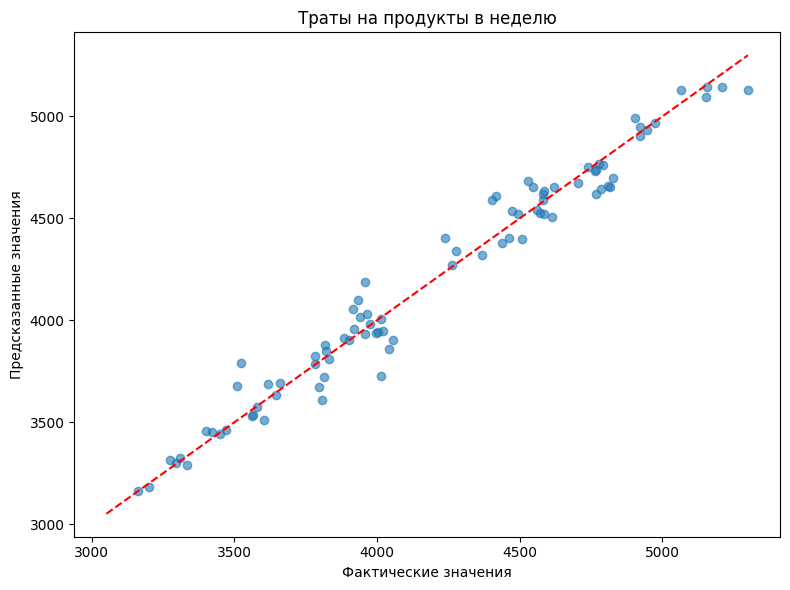 Траты на продукты в неделю
Предсказанные значения
5000
4500
4000
3500
3000
3000 3500 4000 4500 5000
Фактические значения